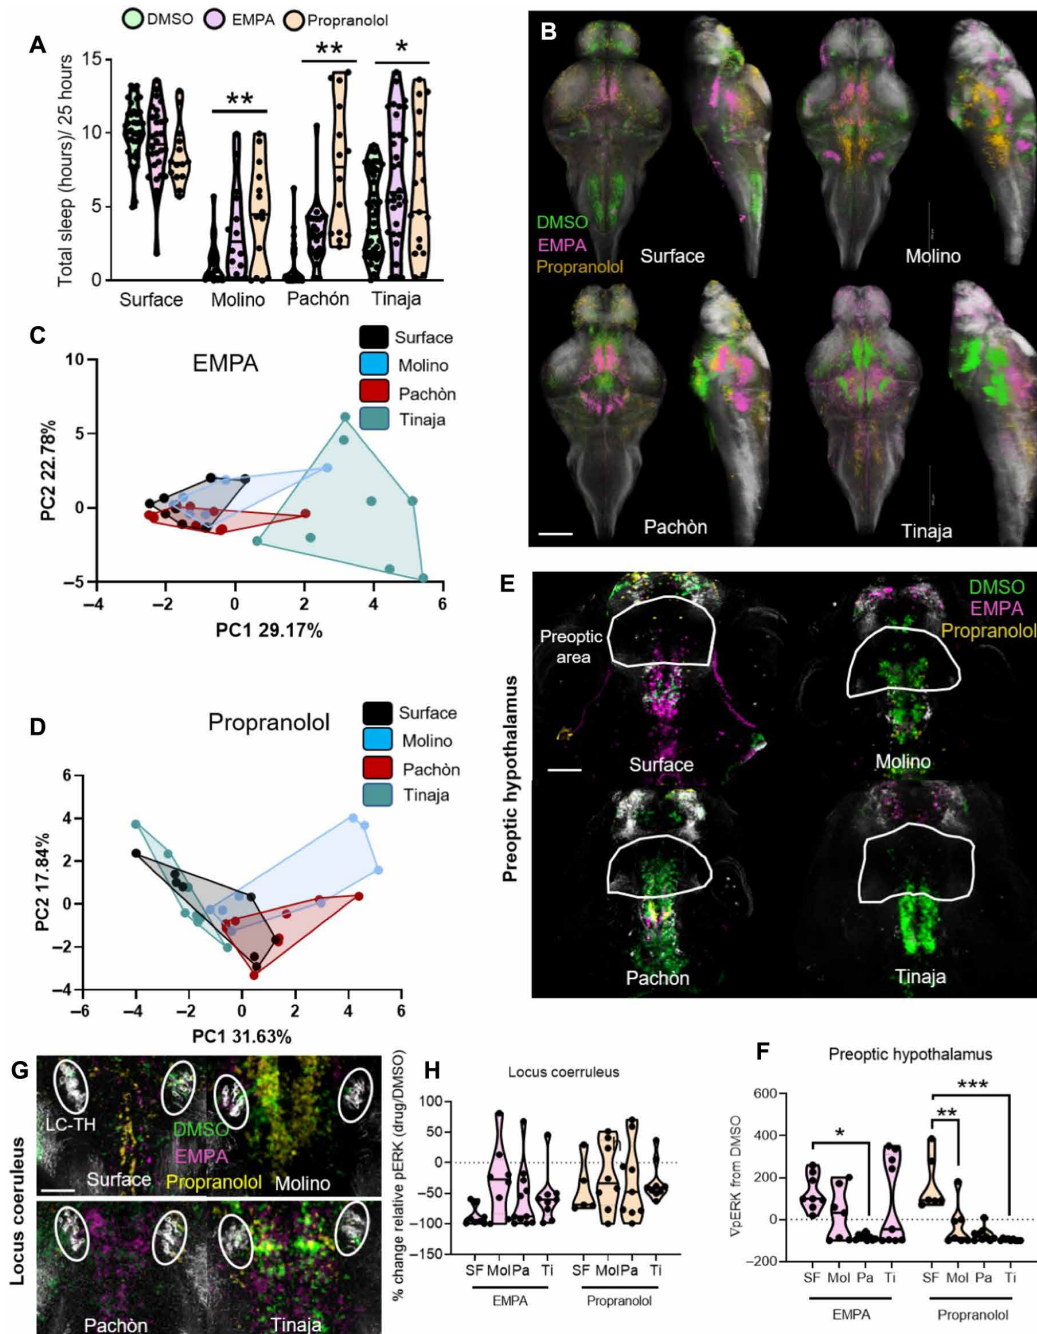 DMSO EMPA Propranolol
A
Total sleep (hours)/ 25 hours
15
10
5
0
** ** *
Surface Molino Pachón Tinaja
B
DMSO
EMPA
Propranolol
Surface
Molino
Pachòn
Tinaja
C
EMPA
Surface
Molino
Pachòn
Tinaja
PC2 22.78%
10
5
0
–5
–4 –2 0 2 4 6
PC1 29.17%
D
Propranolol
Surface
Molino
Pachòn
Tinaja
PC2 17.84%
6
4
2
0
–2
–4
–6 –4 –2 0 2 4 6
PC1 31.63%
E
Preoptic hypothalamus
DMSO
EMPA
Propranolol
Preoptic
area
Surface
Molino
Pachòn
Tinaja
G
Locus coeruleus
LC-TH
DMSO
EMPA
Surface Propranolol Molino
Pachòn
Tinaja
H
Locus coerruleus
% change relative pERK (drug/DMSO)
100
50
0
–50
–100
–150
SF Mol Pa Ti SF Mol Pa Ti
EMPA Propranolol
F
Preoptic hypothalamus
∇pERK from DMSO
600
400
200
0
–200
* ** ***
SF Mol Pa Ti SF Mol Pa Ti
EMPA Propranolol